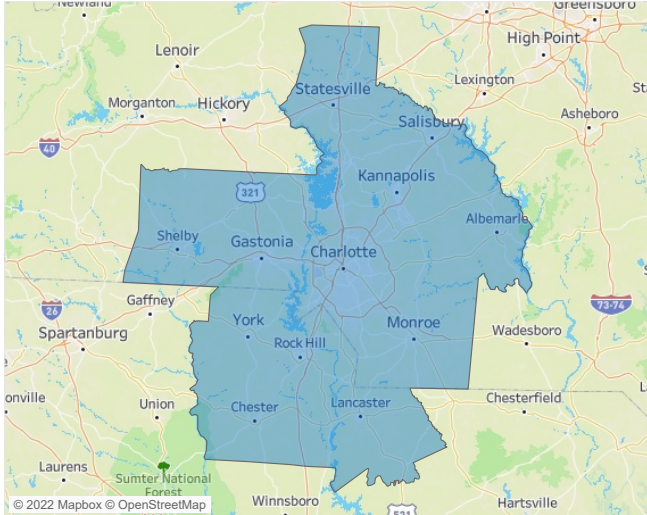 Newland
Greensboro
High Point
Lenoir
Lexington
Statesville
Morganton
Hickory
Salisbury
Asheboro
40
Kannapolis
321
Albemarle
Shelby
Gastonia
Charlotte
Gaffney
26
73-74
Spartanburg
York
Monroe
Wadesboro
Rock Hill
onville
Union
Chester
Lancaster
Chesterfield
Laurens
Sumter National
Forest
Winnsboro
Hartsville
521
© 2022 Mapbox © OpenStreetMap